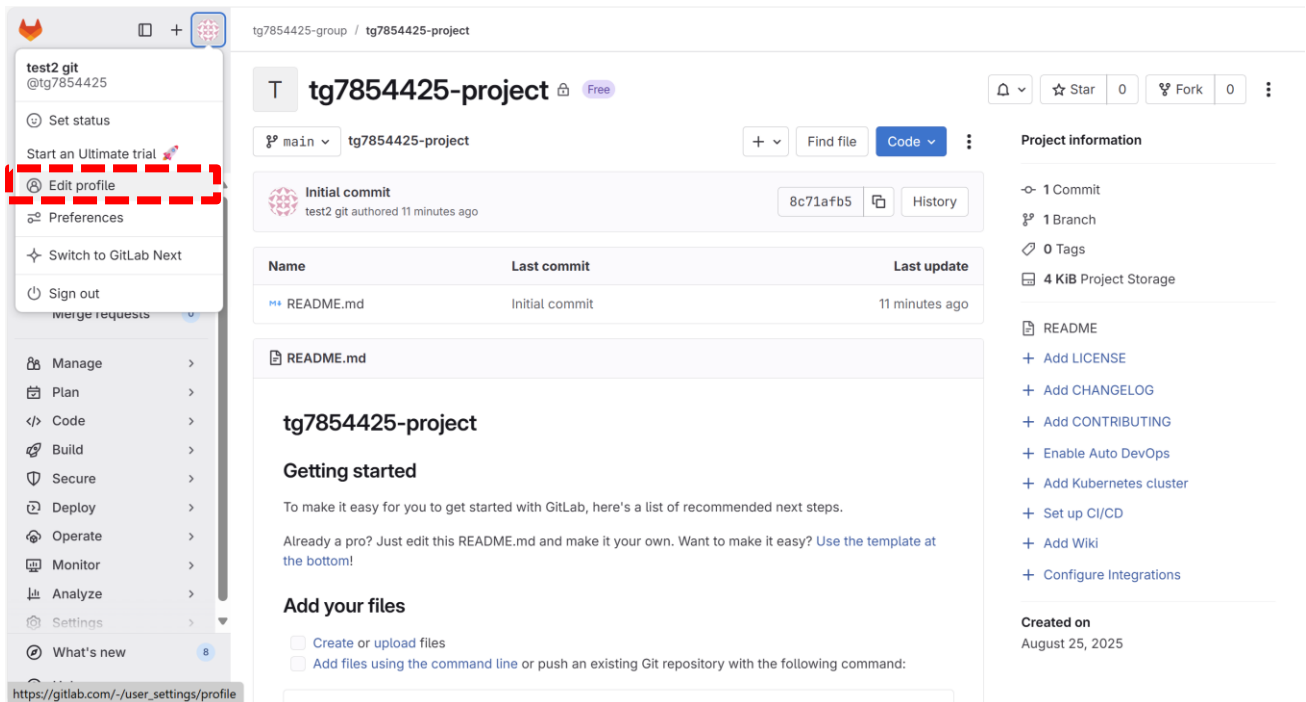 tg7854425-group / tg7854425-project
test2 git
@tg7854425
Set status
Start an Ultimate trial 🚀
Edit profile
Preferences
Switch to GitLab Next
Sign out
Merge requests 0
Manage
Plan
Code
Build
Secure
Deploy
Operate
Monitor
Analyze
Settings
What's new 8
https://gitlab.com/-/user_settings/profile
T tg7854425-project Free
Star 0 Fork 0
main tg7854425-project
Find file Code
Initial commit
test2 git authored 11 minutes ago
8c71afb5 History
Name Last commit Last update
README.md Initial commit 11 minutes ago
README.md
tg7854425-project
Getting started
To make it easy for you to get started with GitLab, here's a list of recommended next steps.
Already a pro? Just edit this README.md and make it your own. Want to make it easy? Use the template at
the bottom!
Add your files
Create or upload files
Add files using the command line or push an existing Git repository with the following command:
Project information
1 Commit
1 Branch
0 Tags
4 KiB Project Storage
README
+ Add LICENSE
+ Add CHANGELOG
+ Add CONTRIBUTING
+ Enable Auto DevOps
+ Add Kubernetes cluster
+ Set up CI/CD
+ Add Wiki
+ Configure Integrations
Created on
August 25, 2025